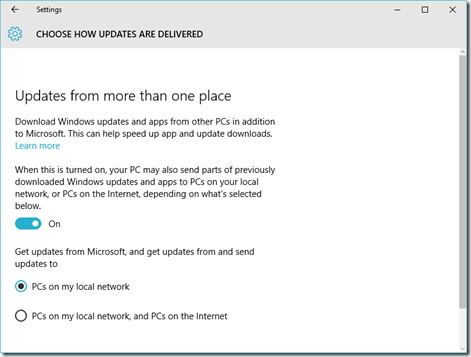 Settings
CHOOSE HOW UPDATES ARE DELIVERED
Updates from more than one place
Download Windows updates and apps from other PCs in addition
to Microsoft. This can help speed up app and update downloads.
Learn more
When this is turned on, your PC may also send parts of previously
downloaded Windows updates and apps to PCs on your local
network, or PCs on the Internet, depending on what's selected
below.
On
Get updates from Microsoft, and get updates from and send
updates to
PCs on my local network
PCs on my local network, and PCs on the Internet